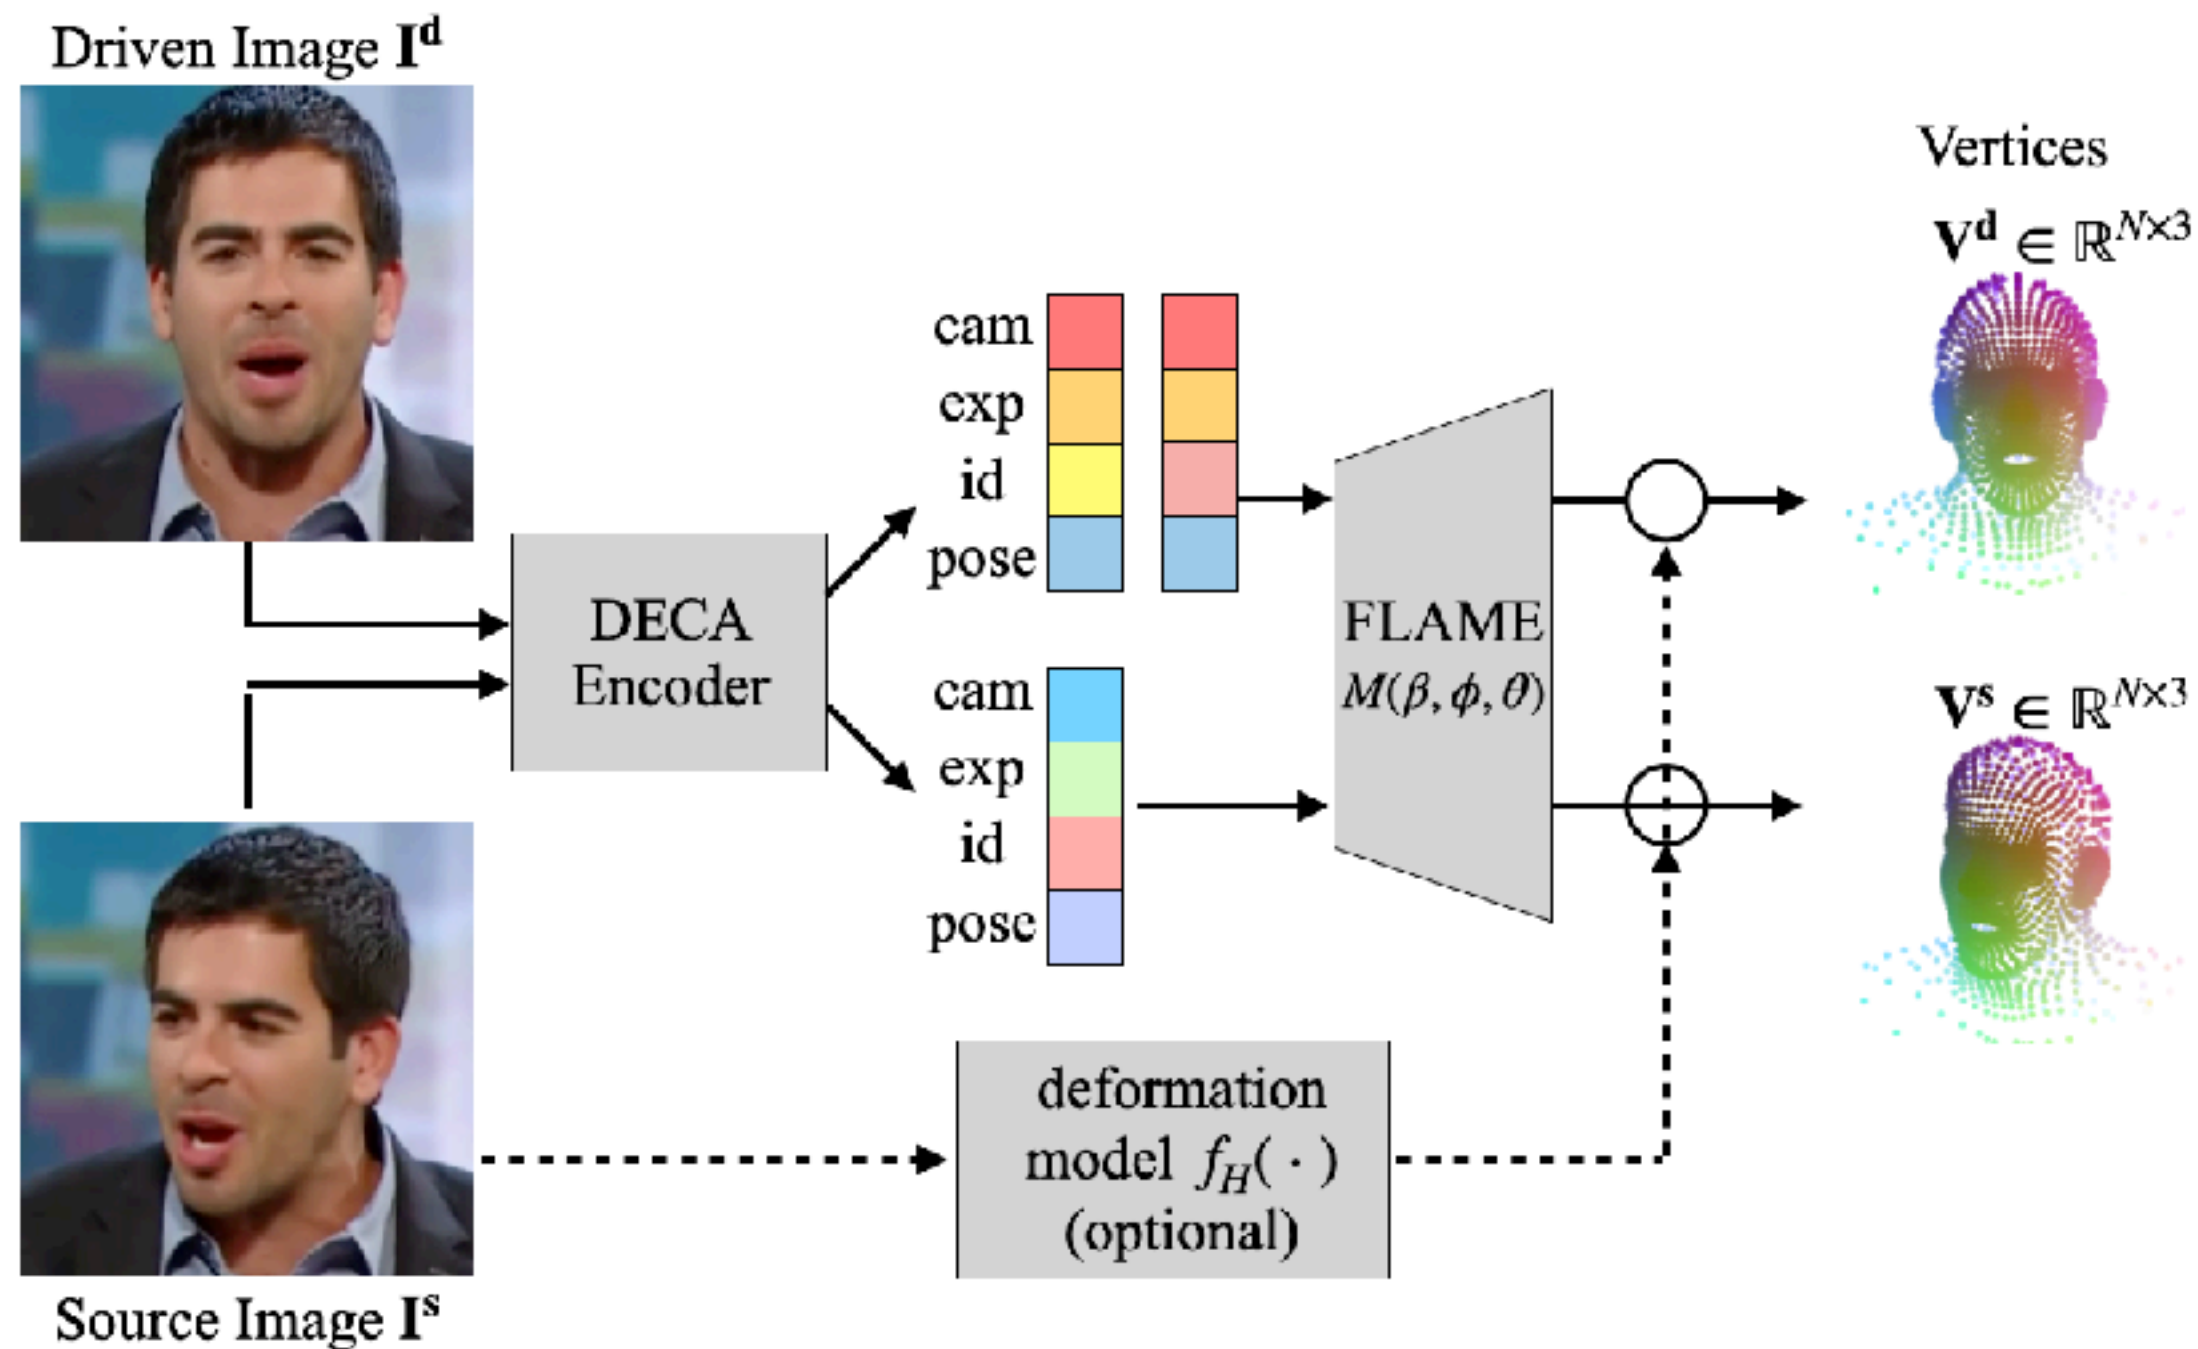 Driven Image I^d
Vertices
V^d ∈ ℝ^{N×3}
cam
exp
id
pose
DECA
Encoder
FLAME
M(β, ϕ, θ)
cam
exp
id
pose
V^s ∈ ℝ^{N×3}
deformation
model f_H( · )
(optional)
Source Image I^s